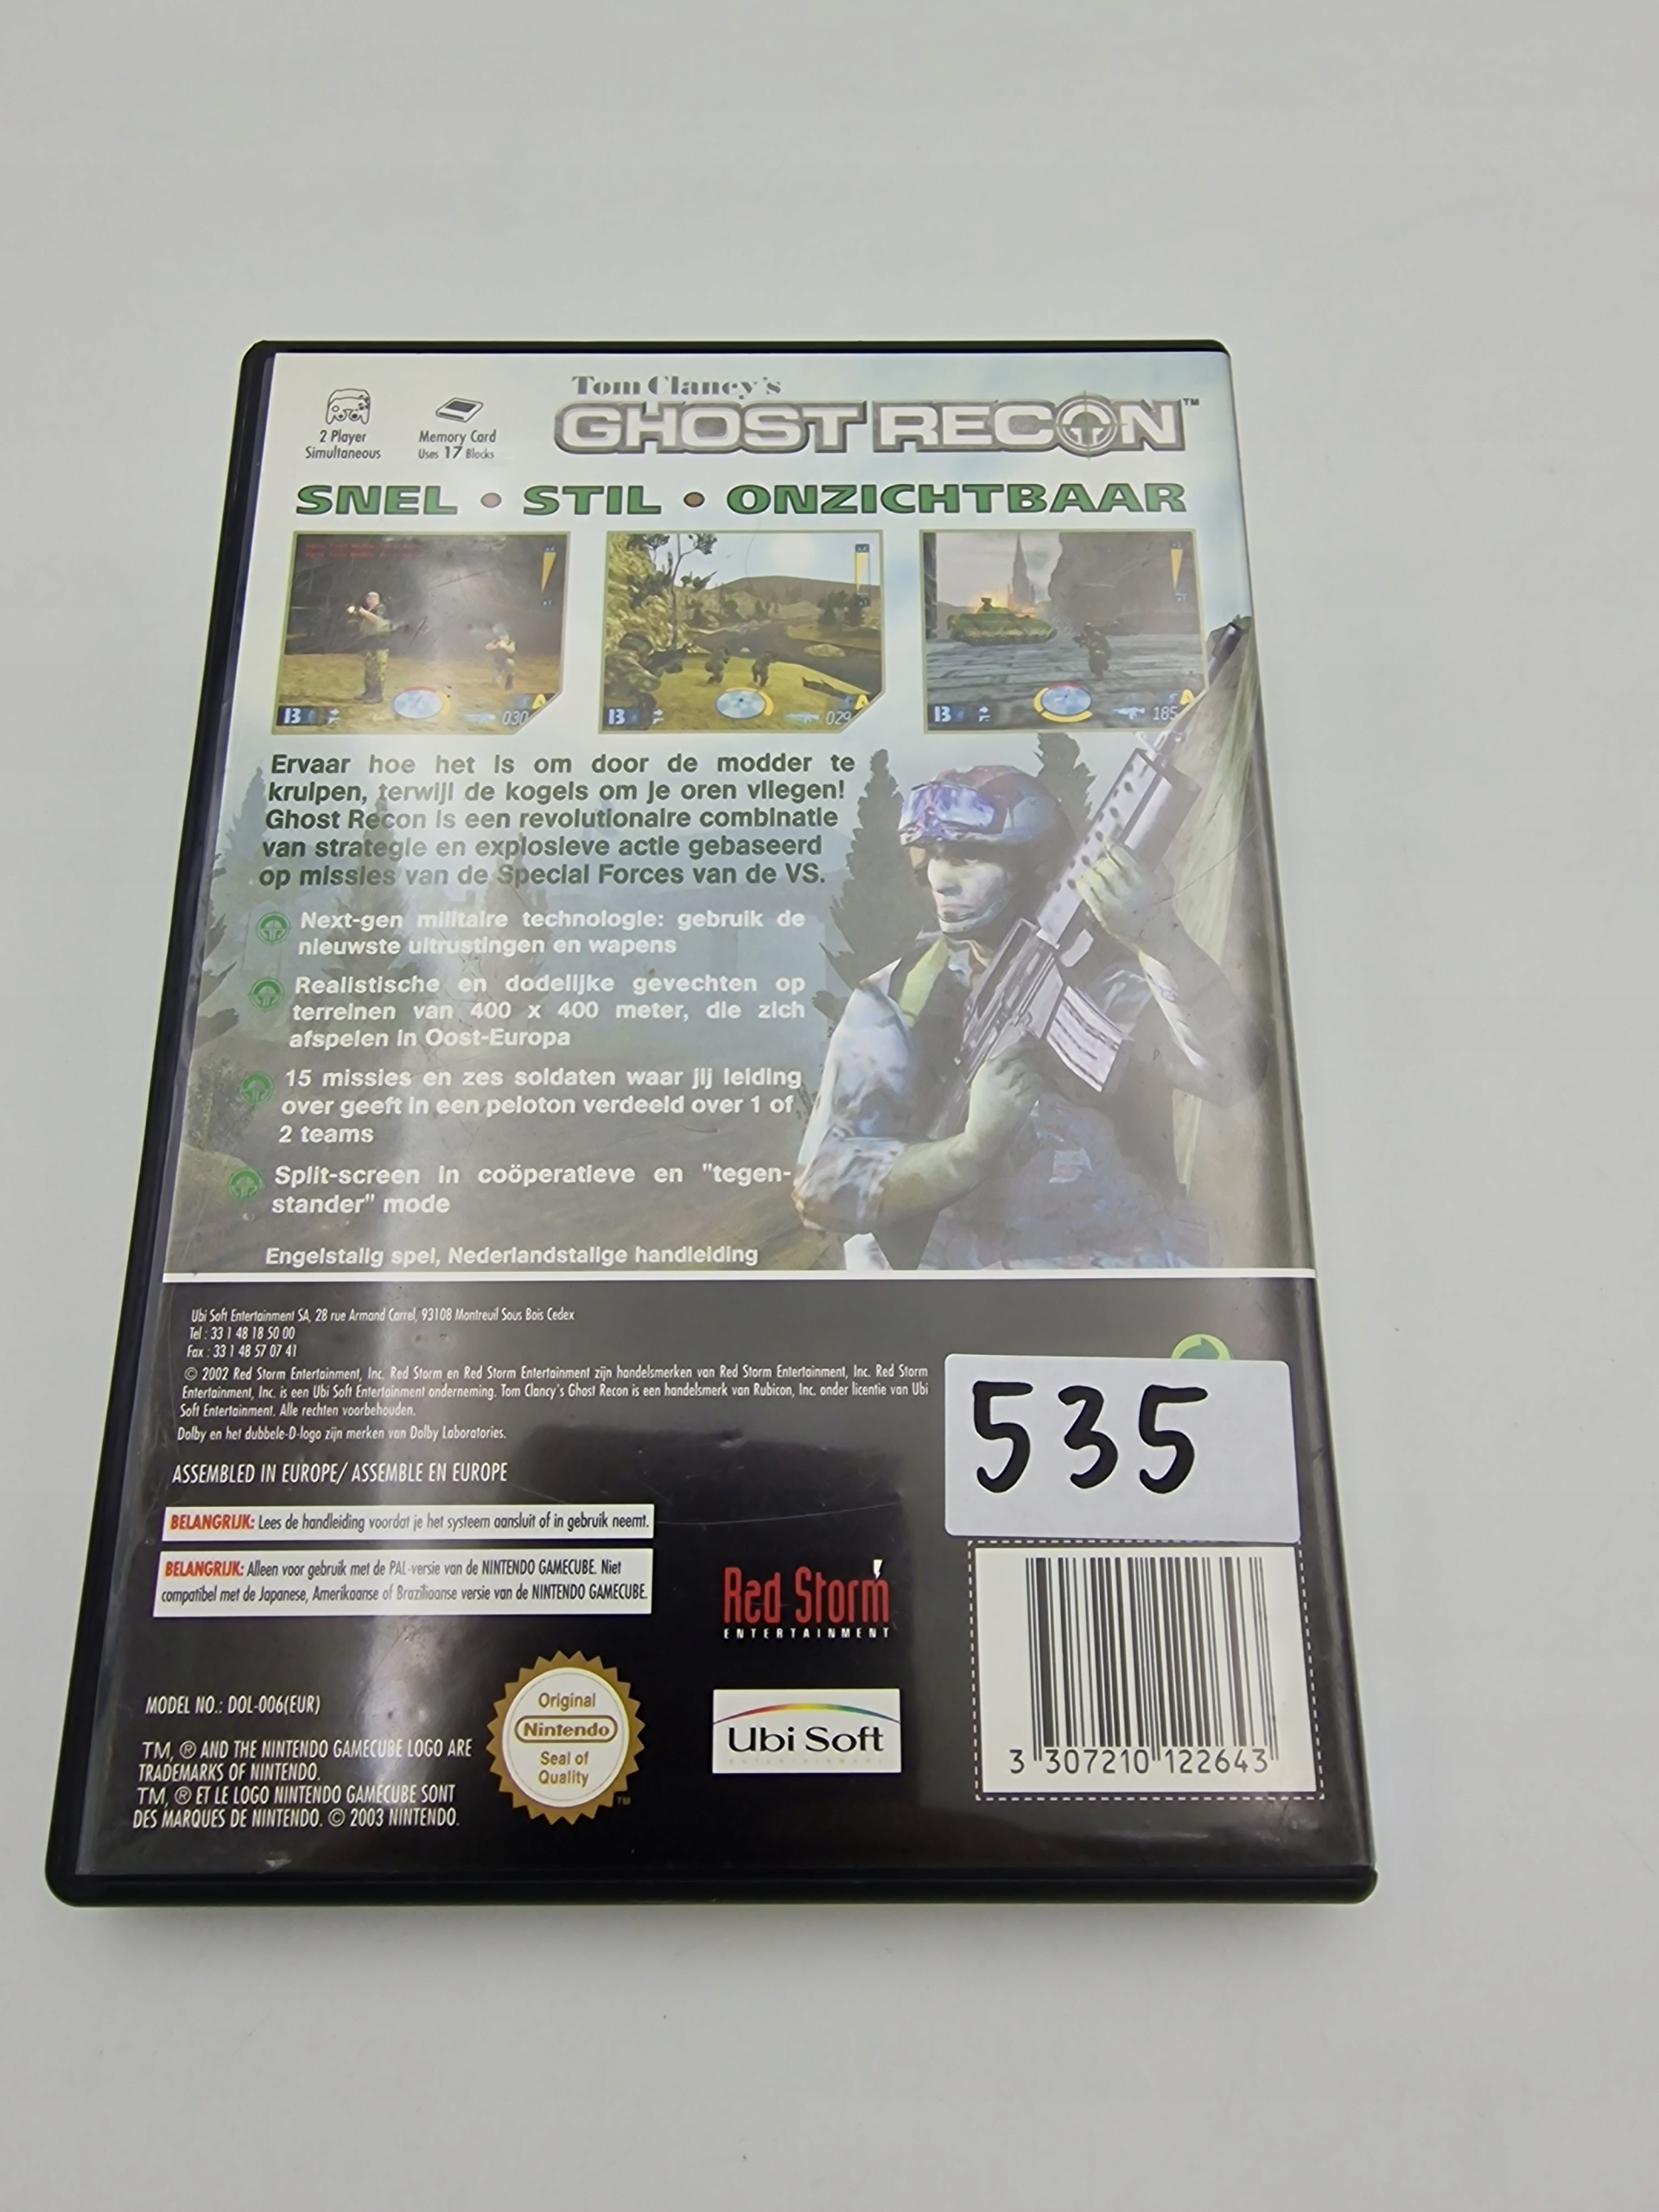 Tom Clancy's
GHOST RECON™
2 Player
Simultaneous
Memory Card
Uses 17 Blocks
SNEL • STIL • ONZICHTBAAR
B
030
B
029
B
185
Ervaar hoe het is om door de modder te
kruipen, terwijl de kogels om je oren vliegen!
Ghost Recon is een revolutionaire combinatie
van strategie en explosieve actie gebaseerd
op missies van de Special Forces van de VS.
Next-gen militaire technologie: gebruik de
nieuwste uitrustingen en wapens
Realistische en dodelijke gevechten op
terreinen van 400 x 400 meter, die zich
afspelen in Oost-Europa
15 missies en zes soldaten waar jij leiding
over geeft in een peloton verdeeld over 1 of
2 teams
Split-screen in coöperatieve en "tegen-
stander" mode
Engelstalig spel, Nederlandstalige handleiding
Ubi Soft Entertainment SA, 28 rue Armand Carrel, 93108 Montreuil Sous Bois Cedex
Tel : 33 1 48 18 50 00
Fax : 33 1 48 57 07 41
© 2002 Red Storm Entertainment, Inc. Red Storm en Red Storm Entertainment zijn handelsmerken van Red Storm Entertainment, Inc. Red Storm
Entertainment, Inc. is een Ubi Soft Entertainment onderneming. Tom Clancy's Ghost Recon is een handelsmerk van Rubicon, Inc. onder licentie van Ubi
Soft Entertainment. Alle rechten voorbehouden.
Dolby en het dubbele-D-logo zijn merken van Dolby Laboratories.
ASSEMBLED IN EUROPE/ ASSEMBLE EN EUROPE
535
BELANGRIJK: Lees de handleiding voordat je het systeem aansluit of in gebruik neemt.
BELANGRIJK: Alleen voor gebruik met de PAL-versie van de NINTENDO GAMECUBE. Niet
compatibel met de Japanse, Amerikaanse of Braziliaanse versie van de NINTENDO GAMECUBE.
Red Storm
ENTERTAINMENT
MODEL NO.: DOL-006(EUR)
TM, ® AND THE NINTENDO GAMECUBE LOGO ARE
TRADEMARKS OF NINTENDO.
TM, ® ET LE LOGO NINTENDO GAMECUBE SONT
DES MARQUES DE NINTENDO. © 2003 NINTENDO.
Original
Nintendo
Seal of
Quality
TM
Ubi Soft
ENTERTAINMENT
3 307210 122643